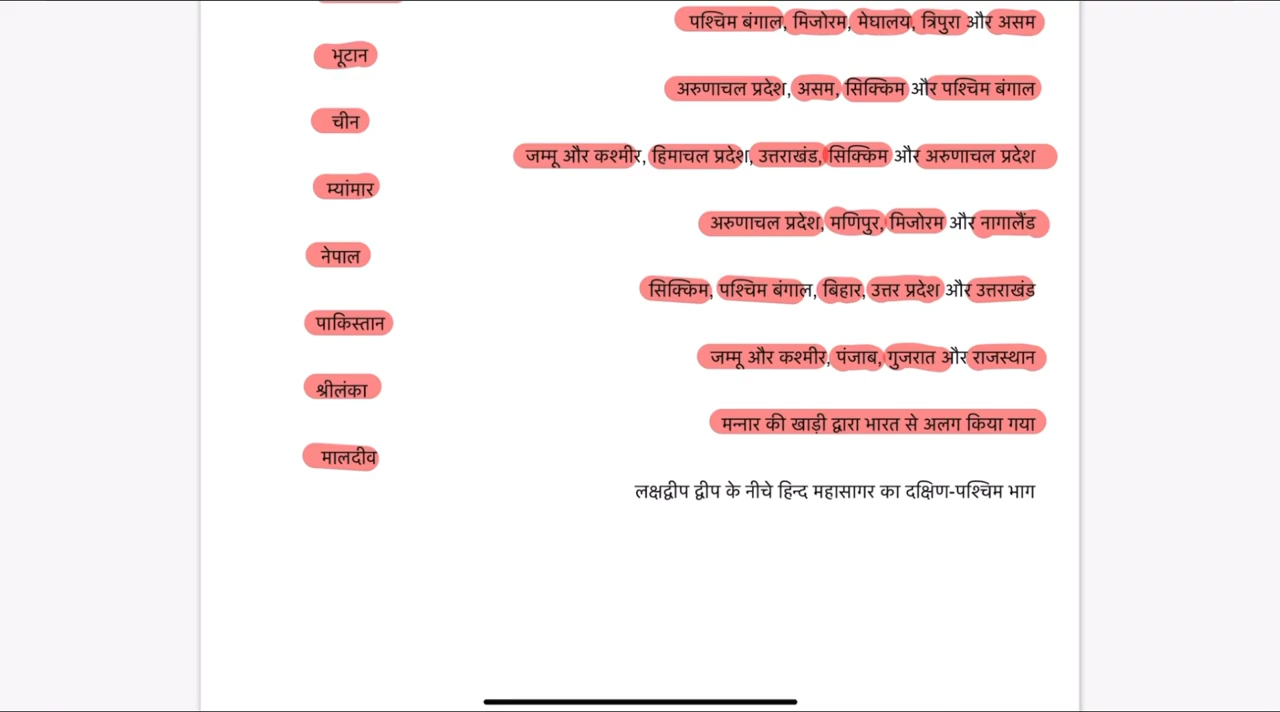 पश्चिम बंगाल, मिजोरम, मेघालय, त्रिपुरा और असम
भूटान
अरुणाचल प्रदेश, असम, सिक्किम और पश्चिम बंगाल
चीन
जम्मू और कश्मीर, हिमाचल प्रदेश, उत्तराखंड, सिक्किम और अरुणाचल प्रदेश
म्यांमार
अरुणाचल प्रदेश, मणिपुर, मिजोरम और नागालैंड
नेपाल
सिक्किम, पश्चिम बंगाल, बिहार, उत्तर प्रदेश और उत्तराखंड
पाकिस्तान
जम्मू और कश्मीर, पंजाब, गुजरात और राजस्थान
श्रीलंका
मन्नार की खाड़ी द्वारा भारत से अलग किया गया
मालदीव
लक्षद्वीप द्वीप के नीचे हिन्द महासागर का दक्षिण-पश्चिम भाग